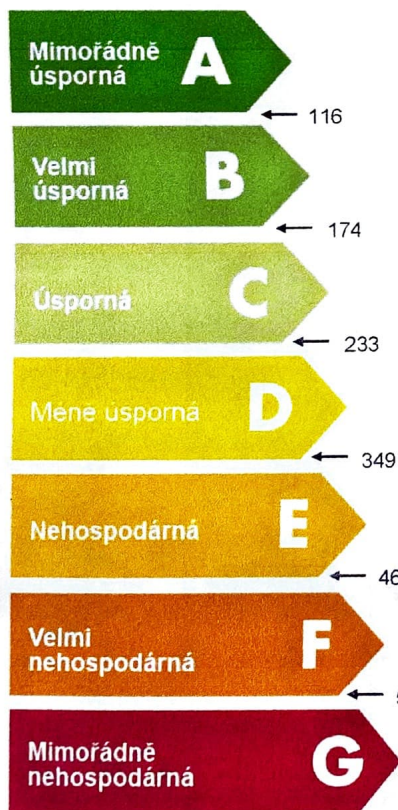 Mimořádně
úsporná
A
← 116
Velmi
úsporná
B
← 174
Úsporná
C
← 233
Méně úsporná
D
← 349
Nehospodárná
E
Velmi
nehospodárná
F
Mimořádně
nehospodárná
G